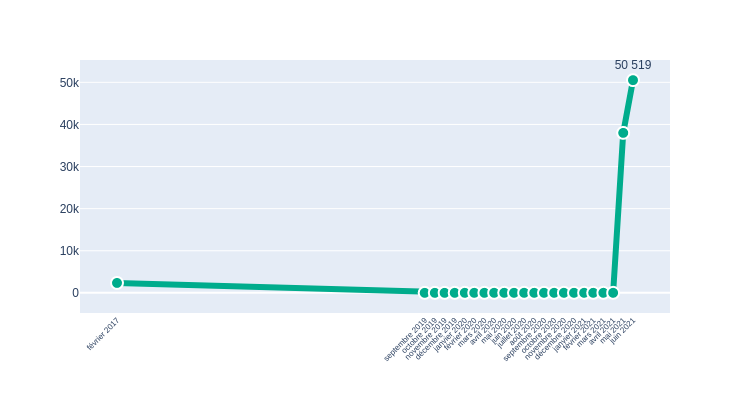 50 519
50k
40k
30k
20k
10k
0
février 2017
septembre 2019
octobre 2019
novembre 2019
décembre 2019
janvier 2020
février 2020
mars 2020
avril 2020
mai 2020
juin 2020
juillet 2020
août 2020
septembre 2020
octobre 2020
novembre 2020
décembre 2020
janvier 2021
février 2021
mars 2021
avril 2021
mai 2021
juin 2021